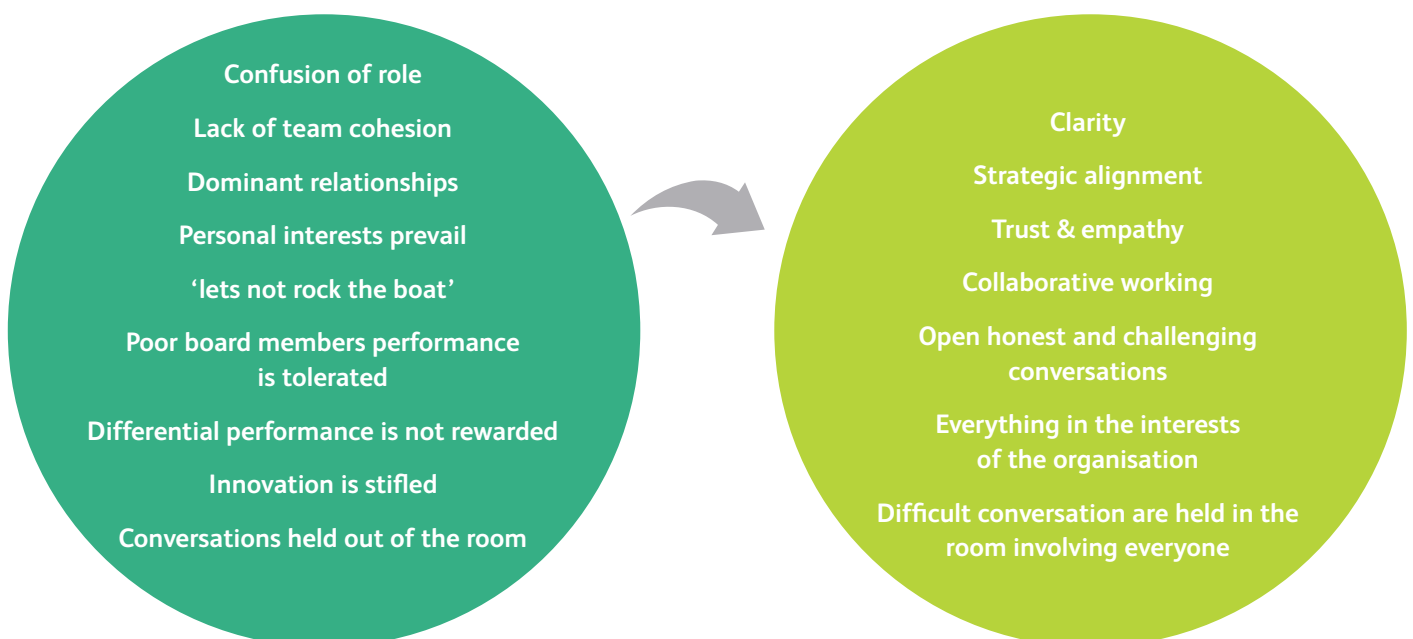 Confusion of role
Lack of team cohesion
Dominant relationships
Personal interests prevail
‘lets not rock the boat’
Poor board members performance
is tolerated
Differential performance is not rewarded
Innovation is stifled
Conversations held out of the room
Clarity
Strategic alignment
Trust & empathy
Collaborative working
Open honest and challenging
conversations
Everything in the interests
of the organisation
Difficult conversation are held in the
room involving everyone